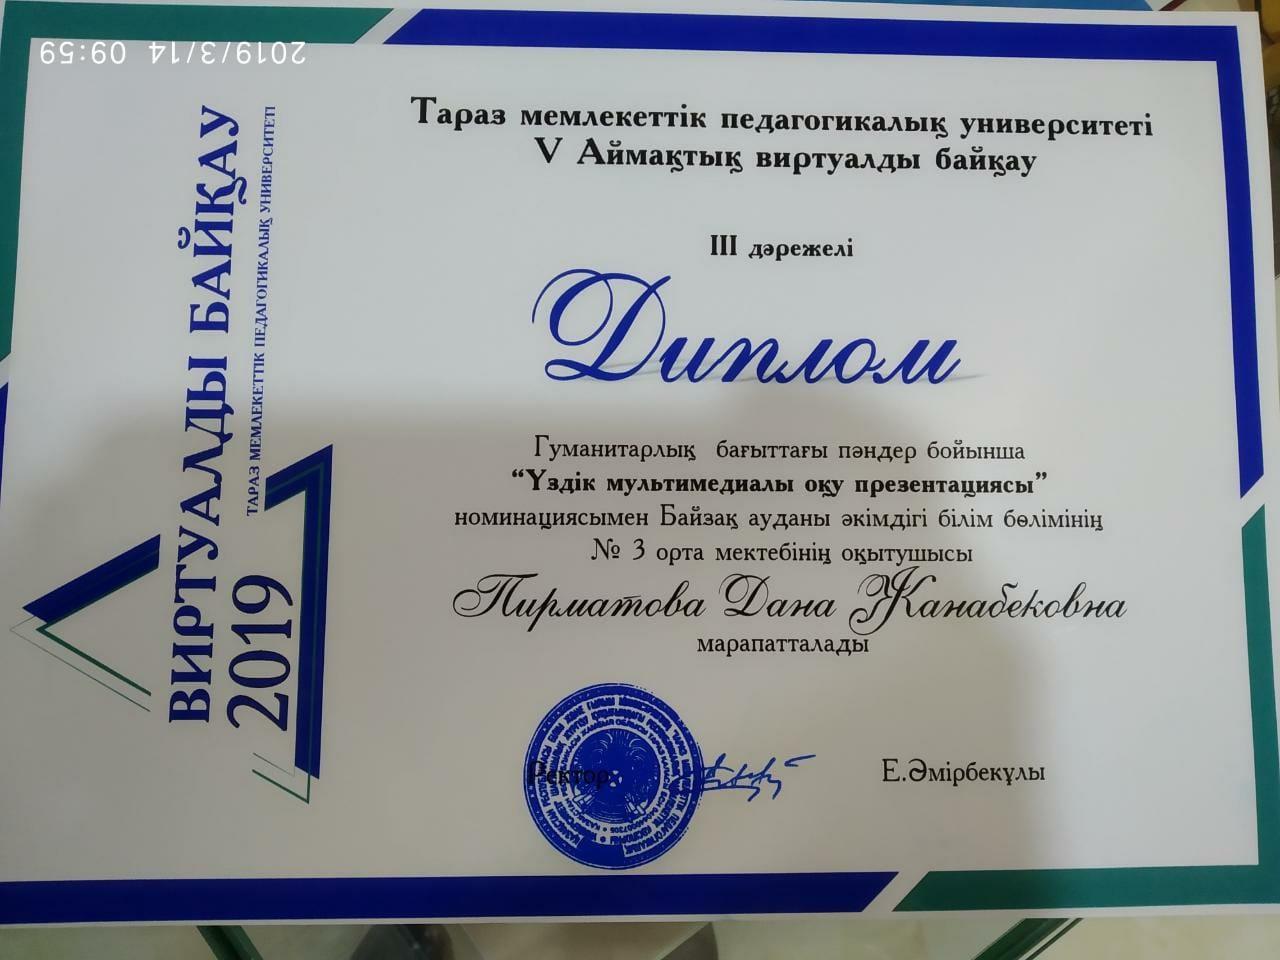 2019/3/14 09:59
ВИРТУАЛДЫ БАЙҚАУ
2019
ТАРАЗ МЕМЛЕКЕТТІК ПЕДАГОГИКАЛЫҚ УНИВЕРСИТЕТІ
Тараз мемлекеттік педагогикалық университеті
V Аймақтық виртуалды байқау
III дәрежелі
Диплом
Гуманитарлық бағыттағы пәндер бойынша
“Үздік мультимедиалы оқу презентациясы”
номинациясымен Байзақ ауданы әкімдігі білім бөлімінің
№ 3 орта мектебінің оқытушысы
Пирматова Дана Жанабековна
марапатталады
Ректор
Е.Әмірбекұлы